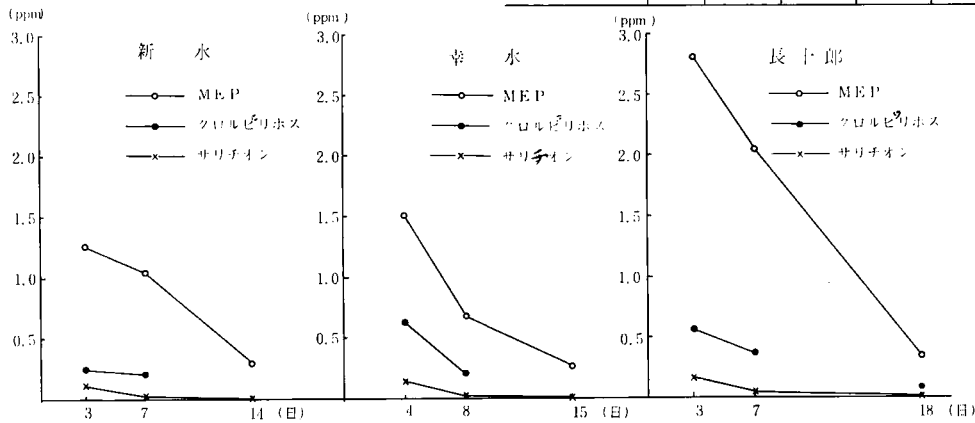 (ppm)
3.0
2.5
2.0
1.5
1.0
0.5
新 水
MEP
クロルピリホス
サリチオン
3 7 14 (日)
(ppm)
3.0
2.5
2.0
1.5
1.0
0.5
幸 水
MEP
クロルピリホス
サリチオン
4 8 15 (日)
(ppm)
3.0
2.5
2.0
1.5
1.0
0.5
長十郎
MEP
クロルピリホス
サリチオン
3 7 18 (日)